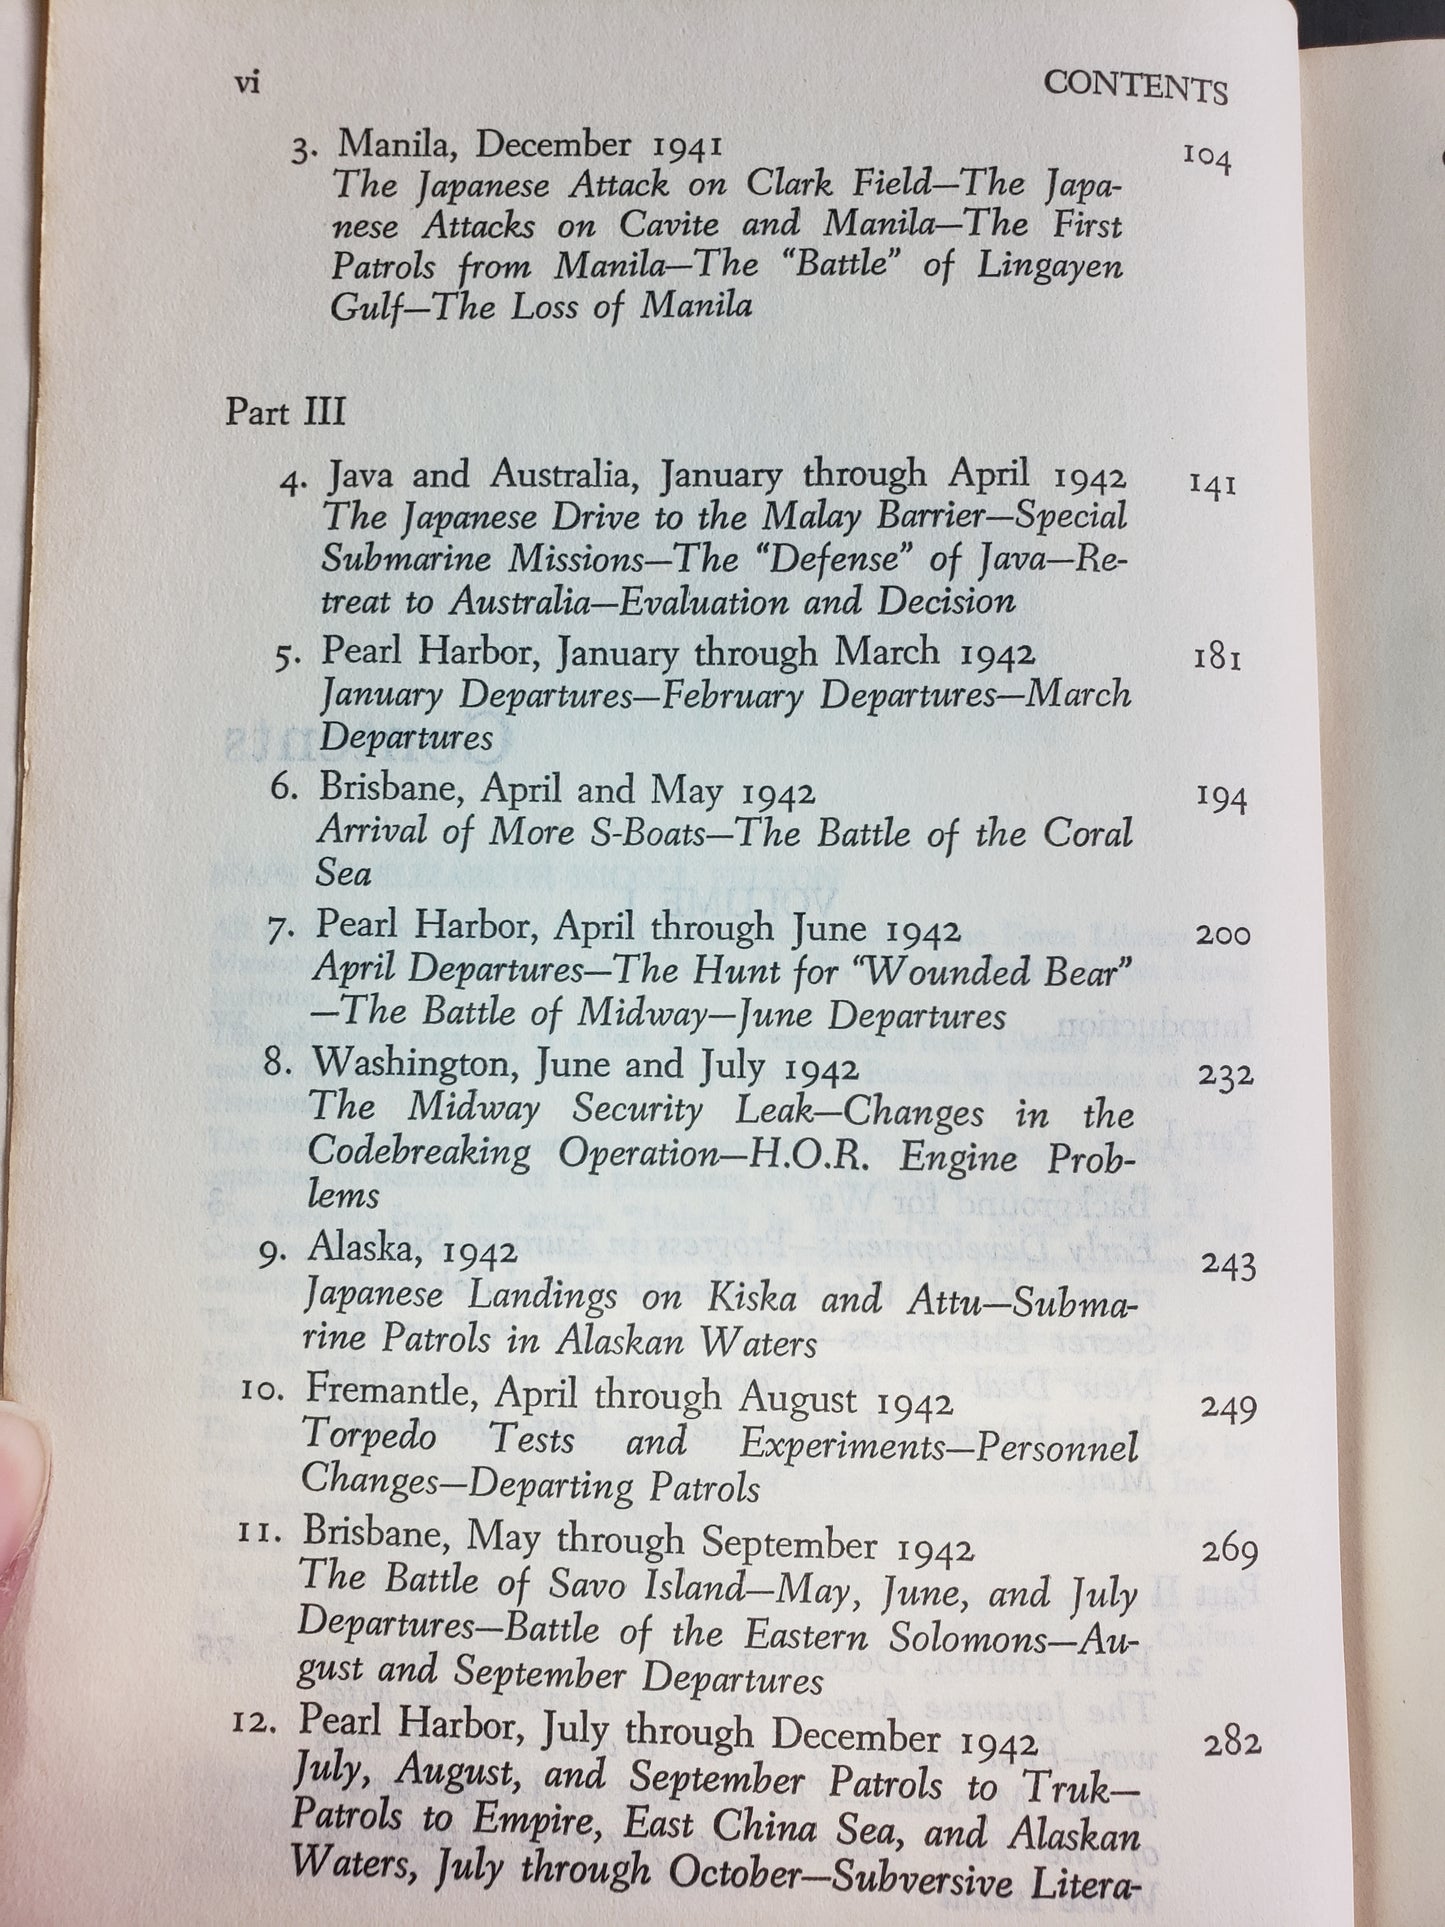 vi CONTENTS
3. Manila, December 1941 104
The Japanese Attack on Clark Field—The Japa-
nese Attacks on Cavite and Manila—The First
Patrols from Manila—The “Battle” of Lingayen
Gulf—The Loss of Manila
Part III
4. Java and Australia, January through April 1942 141
The Japanese Drive to the Malay Barrier—Special
Submarine Missions—The “Defense” of Java—Re-
treat to Australia—Evaluation and Decision
5. Pearl Harbor, January through March 1942 181
January Departures—February Departures—March
Departures
6. Brisbane, April and May 1942 194
Arrival of More S-Boats—The Battle of the Coral
Sea
7. Pearl Harbor, April through June 1942 200
April Departures—The Hunt for “Wounded Bear”
—The Battle of Midway—June Departures
8. Washington, June and July 1942 232
The Midway Security Leak—Changes in the
Codebreaking Operation—H.O.R. Engine Prob-
lems
9. Alaska, 1942 243
Japanese Landings on Kiska and Attu—Subma-
rine Patrols in Alaskan Waters
10. Fremantle, April through August 1942 249
Torpedo Tests and Experiments—Personnel
Changes—Departing Patrols
11. Brisbane, May through September 1942 269
The Battle of Savo Island—May, June, and July
Departures—Battle of the Eastern Solomons—Au-
gust and September Departures
12. Pearl Harbor, July through December 1942 282
July, August, and September Patrols to Truk—
Patrols to Empire, East China Sea, and Alaskan
Waters, July through October—Subversive Litera-